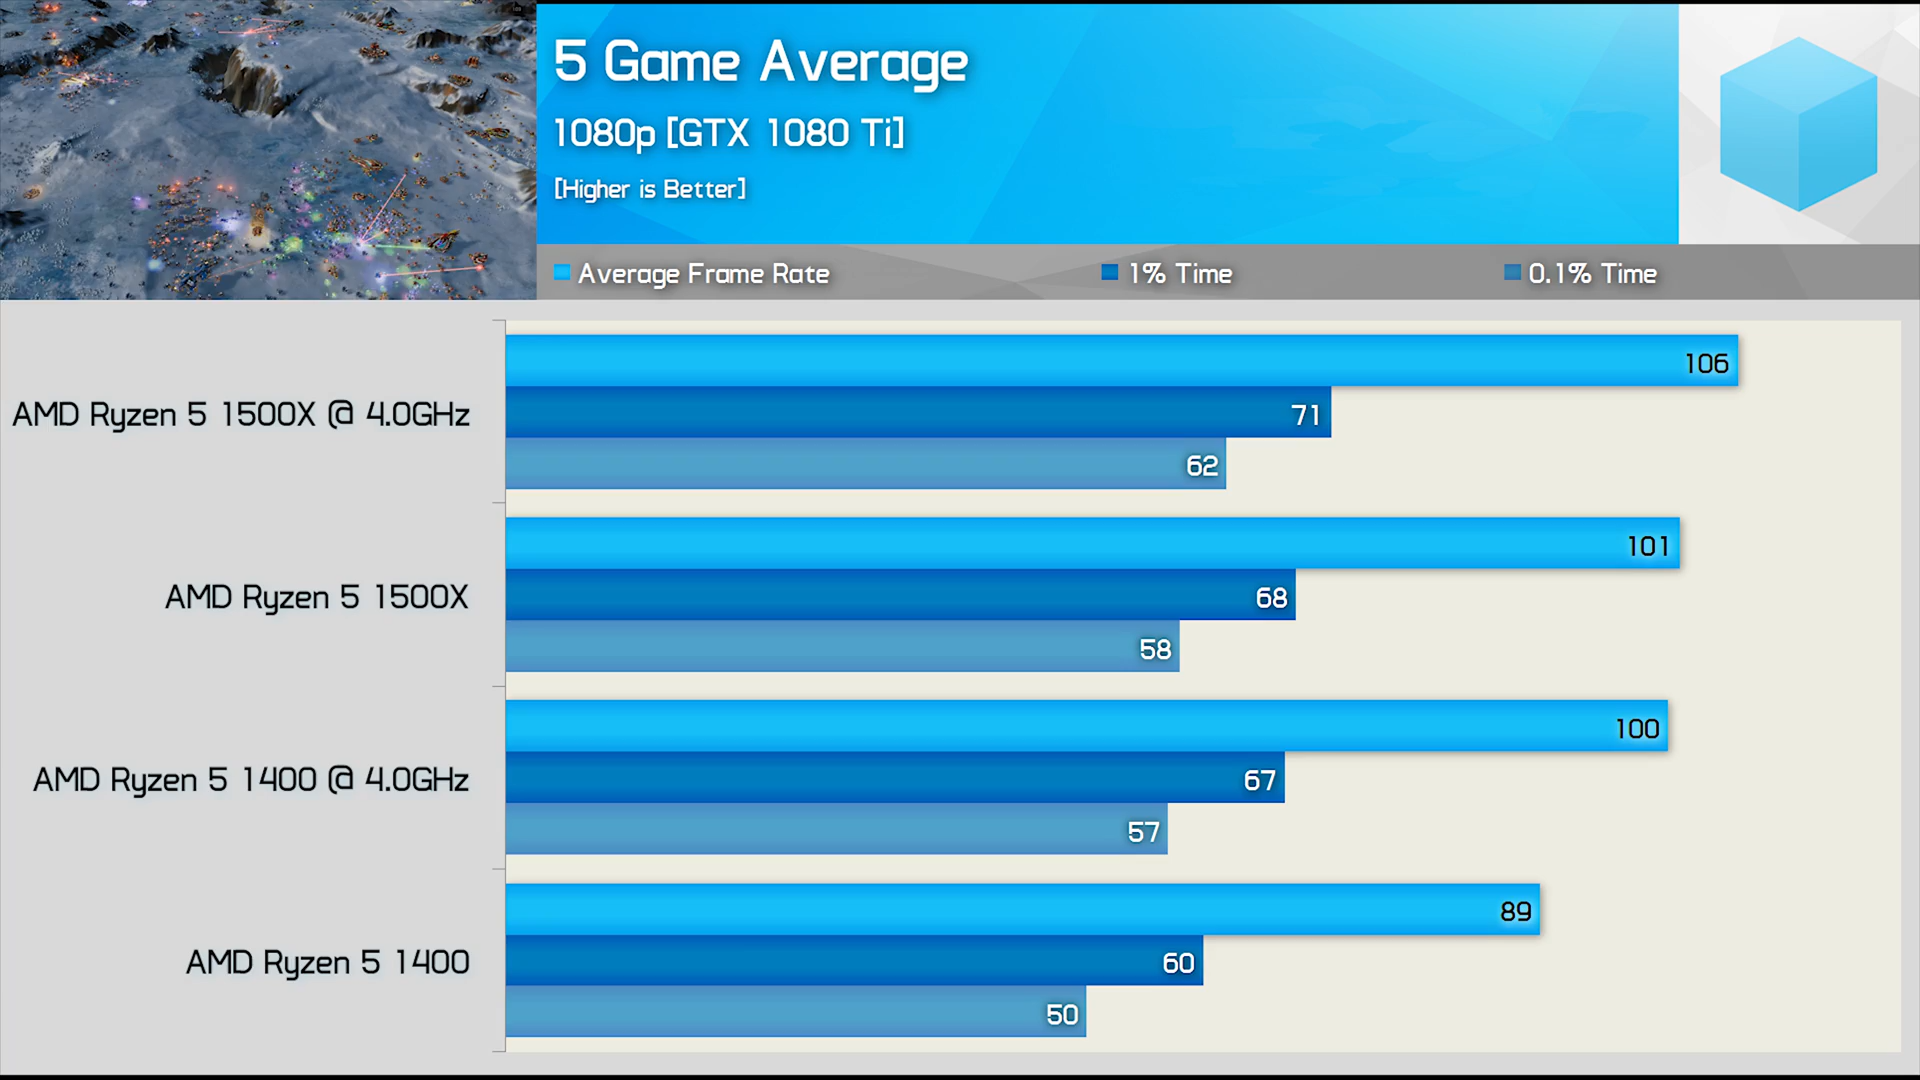 5 Game Average
1080p [GTX 1080 Ti]
[Higher is Better]
Average Frame Rate 1% Time 0.1% Time
AMD Ryzen 5 1500X @ 4.0GHz
106
71
62
AMD Ryzen 5 1500X
101
68
58
AMD Ryzen 5 1400 @ 4.0GHz
100
67
57
AMD Ryzen 5 1400
89
60
50